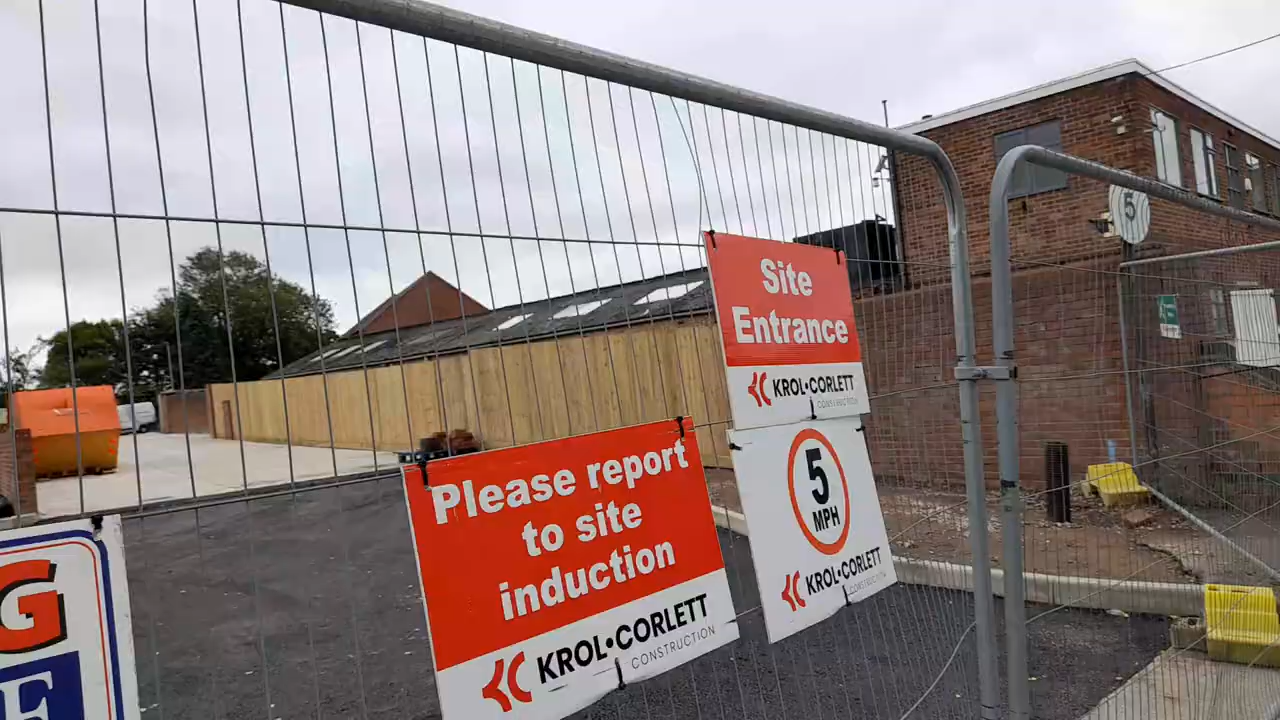 5
Site
Entrance
KROL•CORLETT
CONSTRUCTION
5
MPH
KROL•CORLETT
CONSTRUCTION
Please report
to site
induction
KROL•CORLETT
CONSTRUCTION
G
E